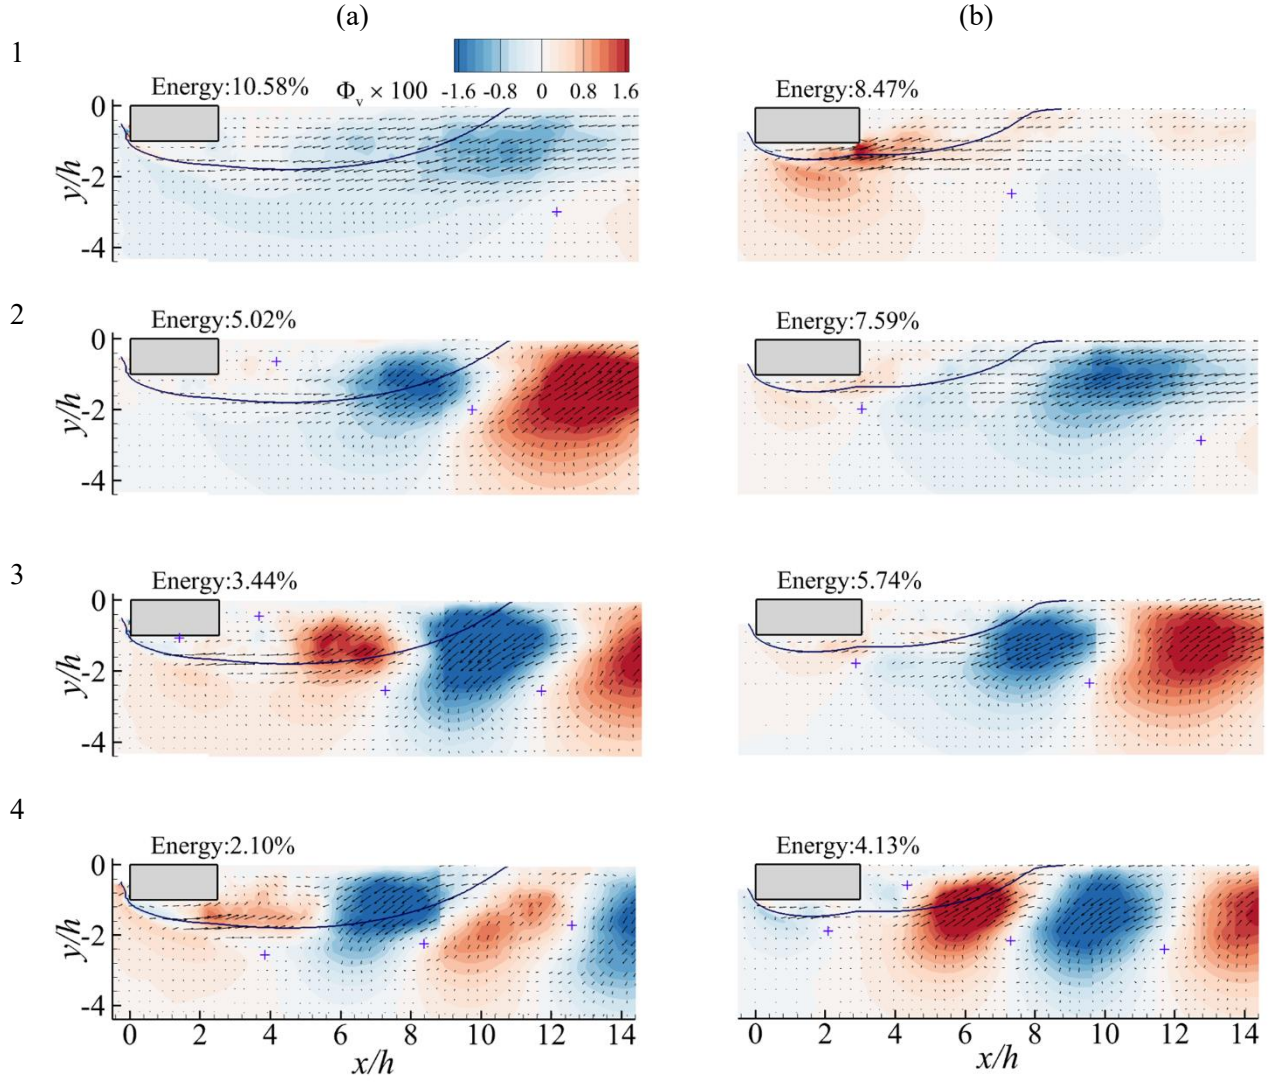 (a) (b)
1
Energy:10.58% Φv × 100 -1.6 -0.8 0 0.8 1.6 8.47%
0
-2
-4
y/h
2
Energy:5.02% 7.59%
0
-2
-4
y/h
3
Energy:3.44% Energy:5.74%
0
-2
-4
y/h
4
Energy:2.10% Energy:4.13%
0
-2
-4
y/h
0 2 4 6 8 10 12 14 0 2 4 6 8 10 12 14
x/h x/h